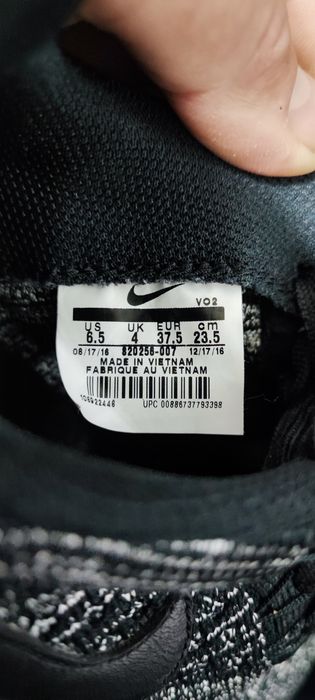 VO2
US UK EUR cm
6.5 4 37.5 23.5
08/17/16 820256-007 12/17/16
MADE IN VIETNAM
FABRIQUE AU VIETNAM
106922448
UPC 00886737793398